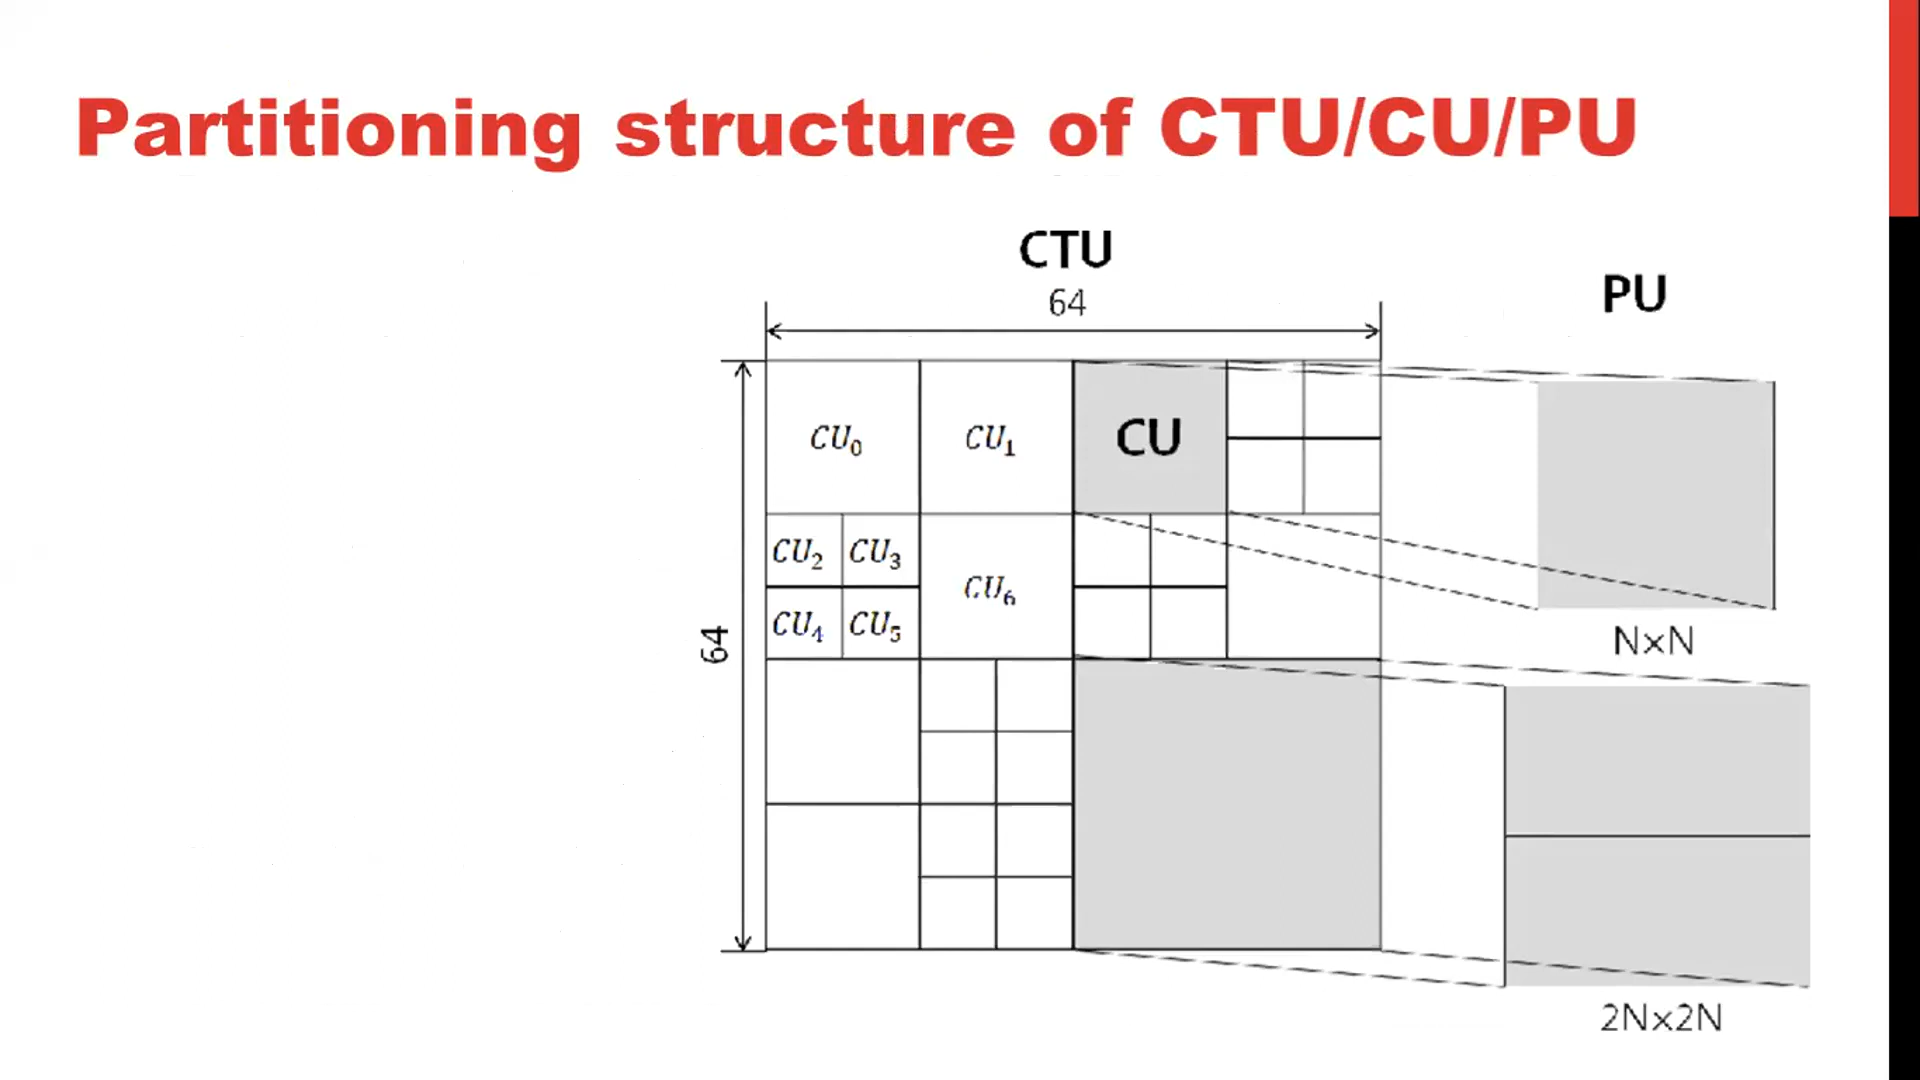 Partitioning structure of CTU/CU/PU
CTU
64
PU
CU₀
CU₁
CU
CU₂
CU₃
CU₆
CU₄
CU₅
64
N×N
2N×2N